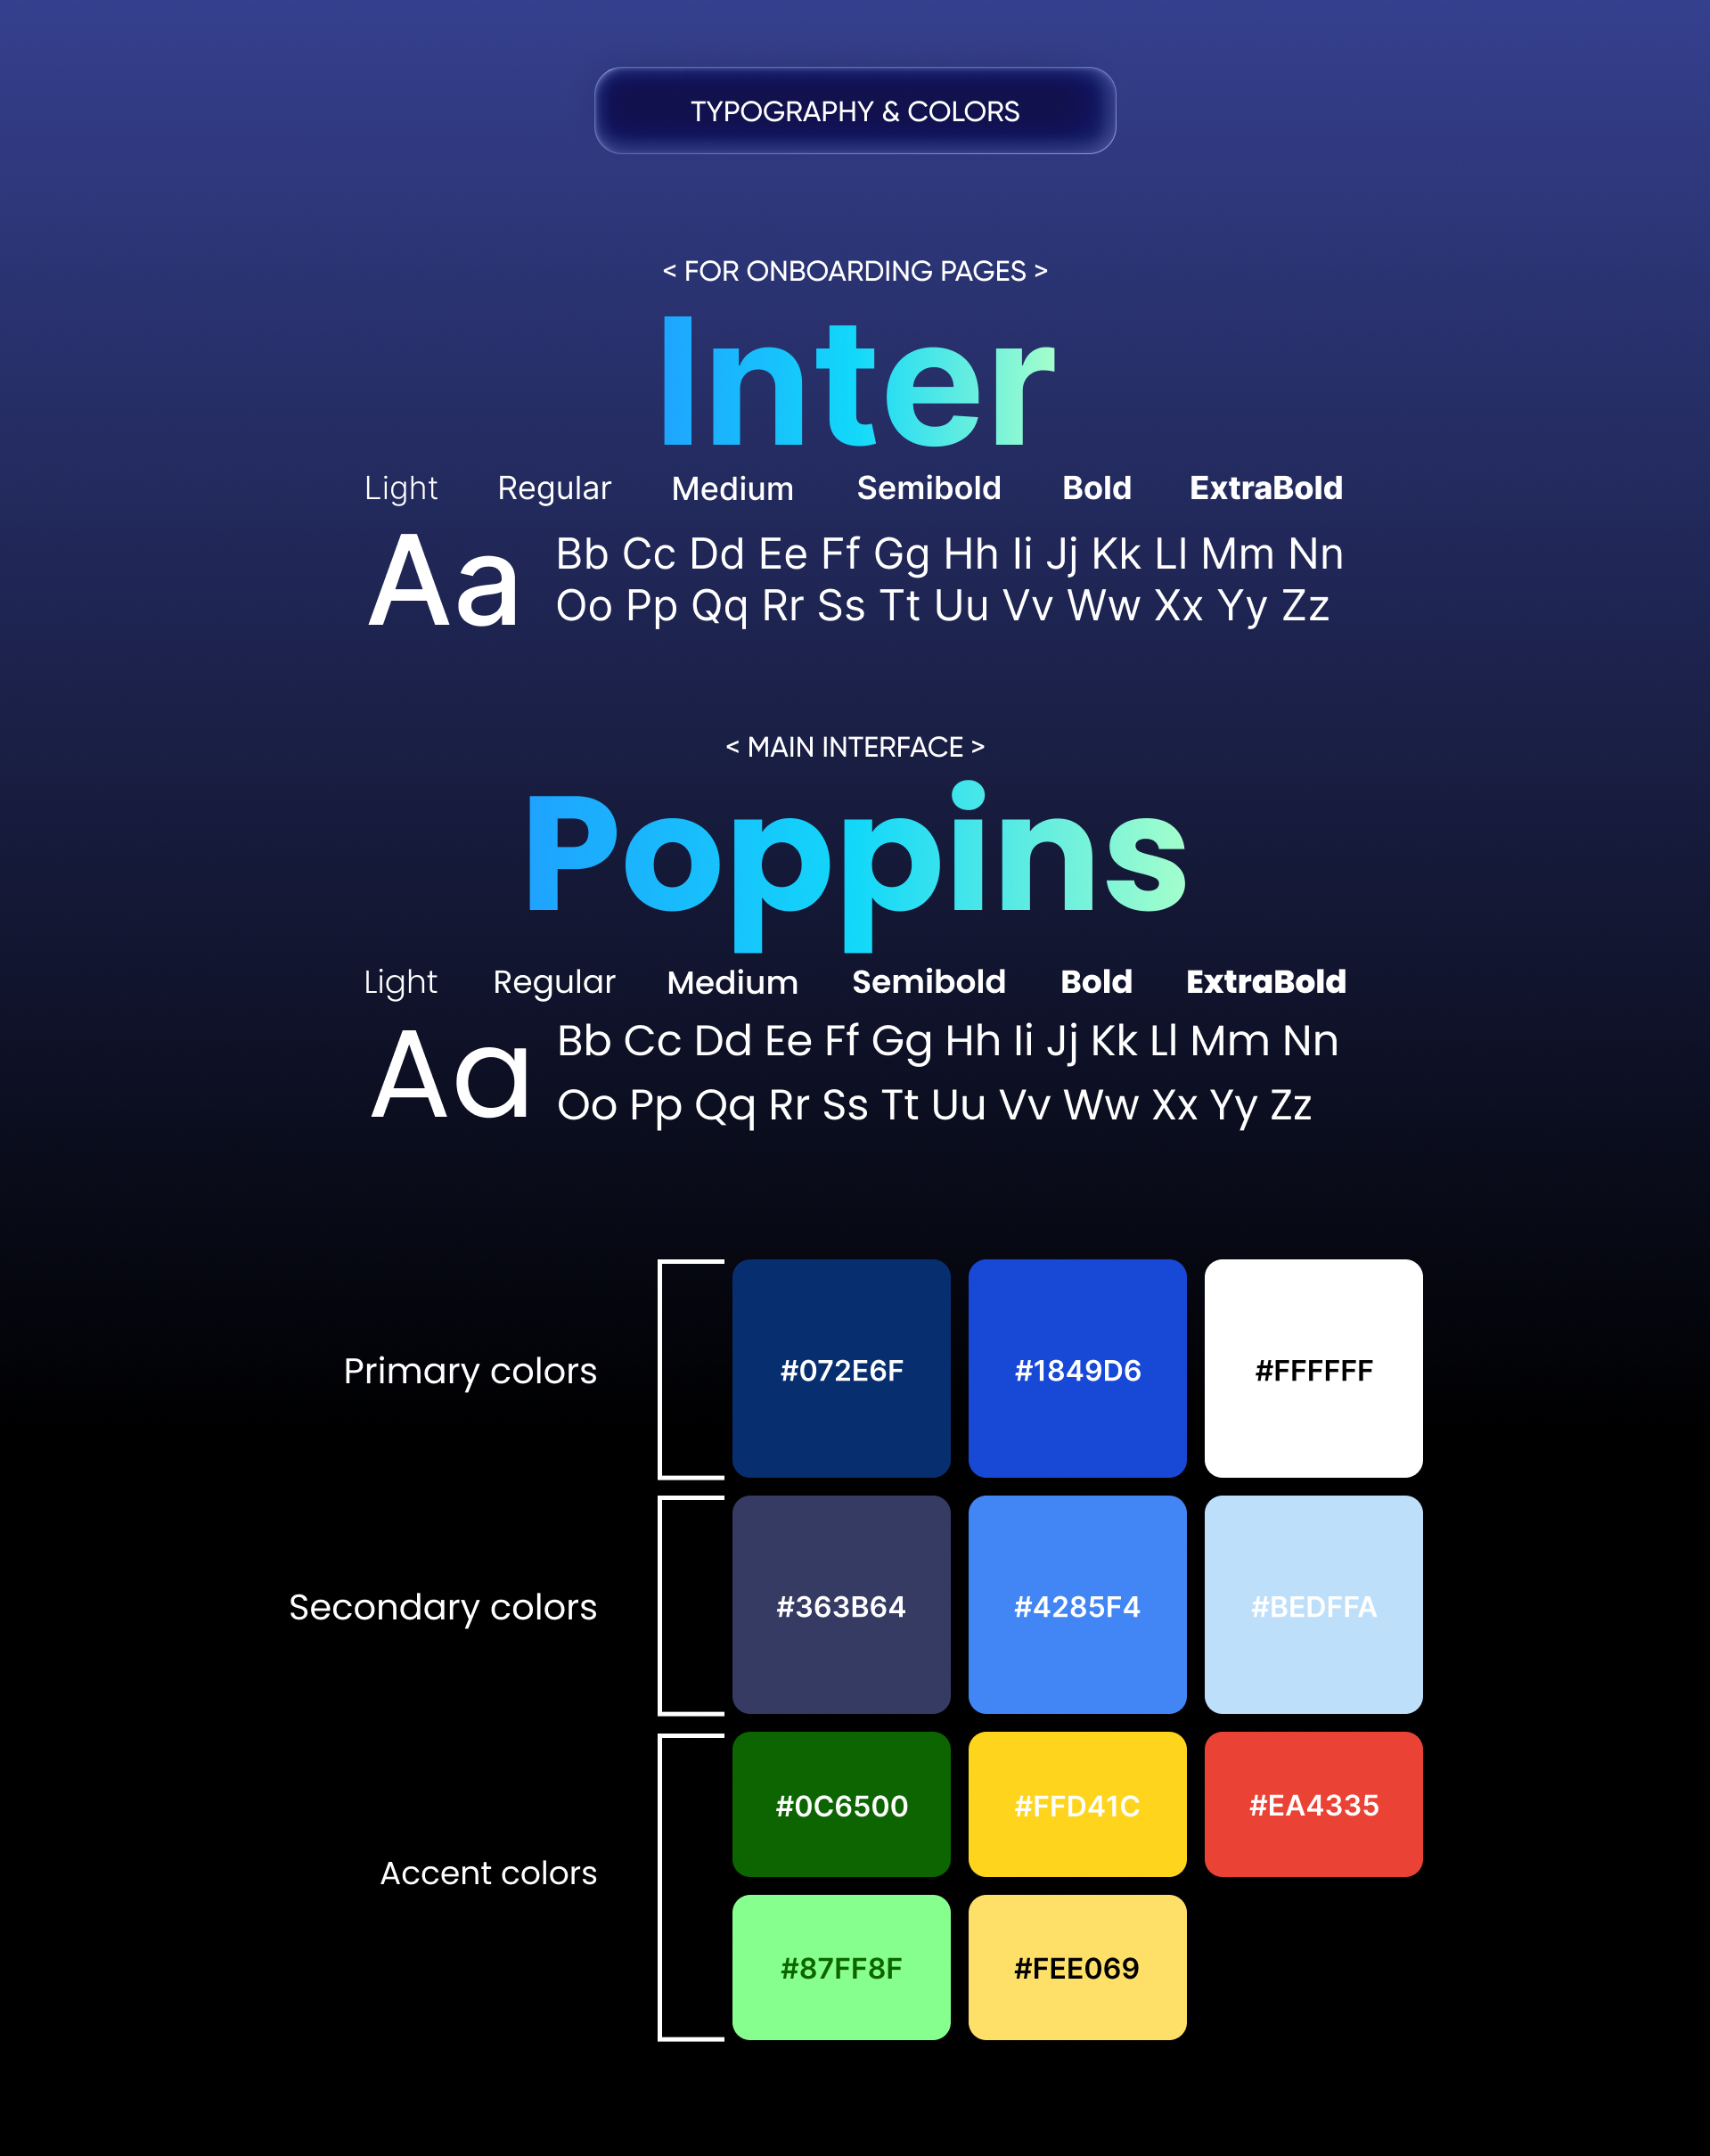 TYPOGRAPHY & COLORS
< FOR ONBOARDING PAGES >
Inter
Light Regular Medium Semibold Bold ExtraBold
Aa
Bb Cc Dd Ee Ff Gg Hh Ii Jj Kk Ll Mm Nn
Oo Pp Qq Rr Ss Tt Uu Vv Ww Xx Yy Zz
< MAIN INTERFACE >
Poppins
Light Regular Medium Semibold Bold ExtraBold
Aa
Bb Cc Dd Ee Ff Gg Hh Ii Jj Kk Ll Mm Nn
Oo Pp Qq Rr Ss Tt Uu Vv Ww Xx Yy Zz
Primary colors
#072E6F #1849D6 #FFFFFF
Secondary colors
#363B64 #4285F4 #BEDFFA
Accent colors
#0C6500 #FFD41C #EA4335
#87FF8F #FEE069